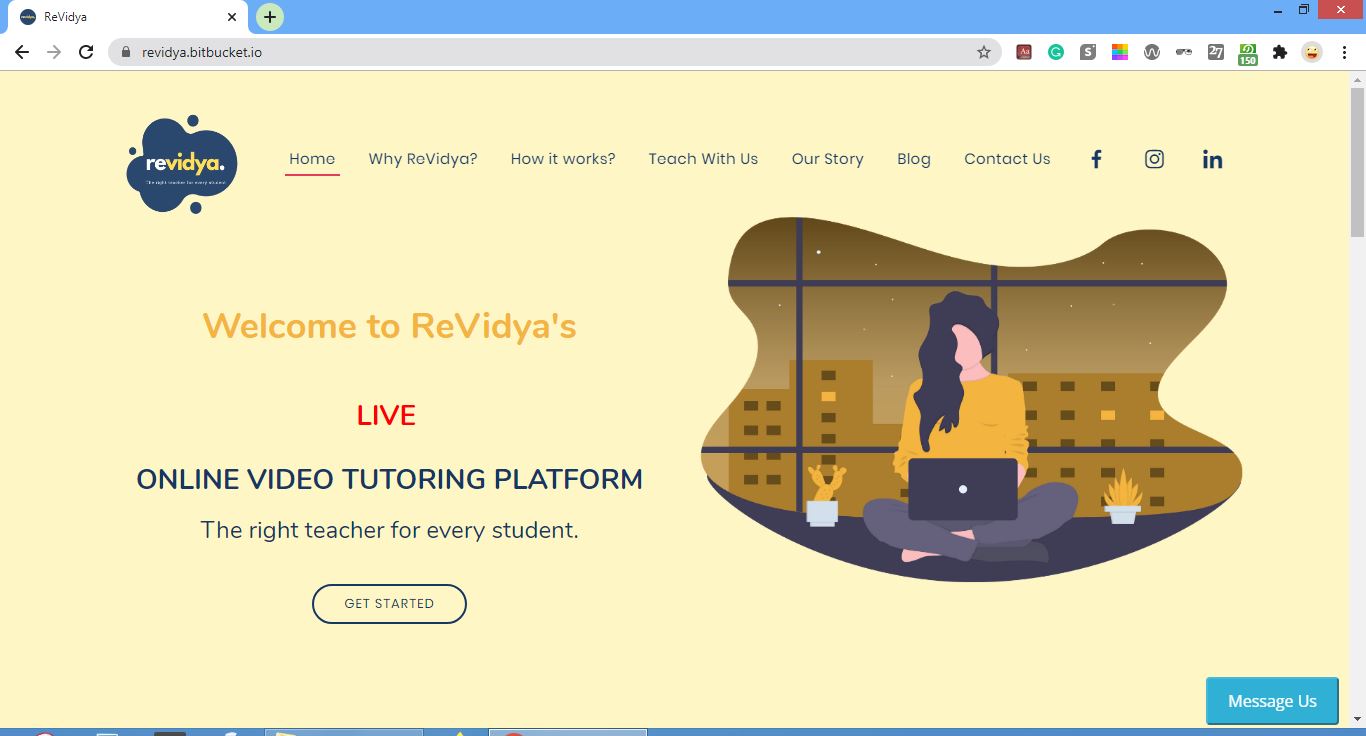 ReVidya
revidya.bitbucket.io
150
revidya.
The right teacher for every student.
Home
Why ReVidya?
How it works?
Teach With Us
Our Story
Blog
Contact Us
Welcome to ReVidya's
LIVE
ONLINE VIDEO TUTORING PLATFORM
The right teacher for every student.
GET STARTED
Message Us